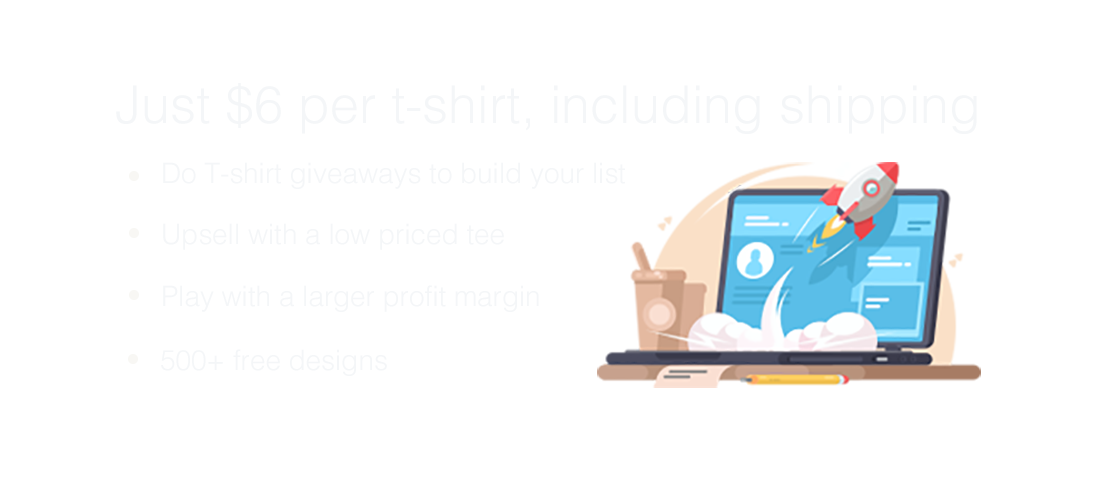 Just $6 per t-shirt, including shipping
• Do T-shirt giveaways to build your list
• Upsell with a low priced tee
• Play with a larger profit margin
• 500+ free designs